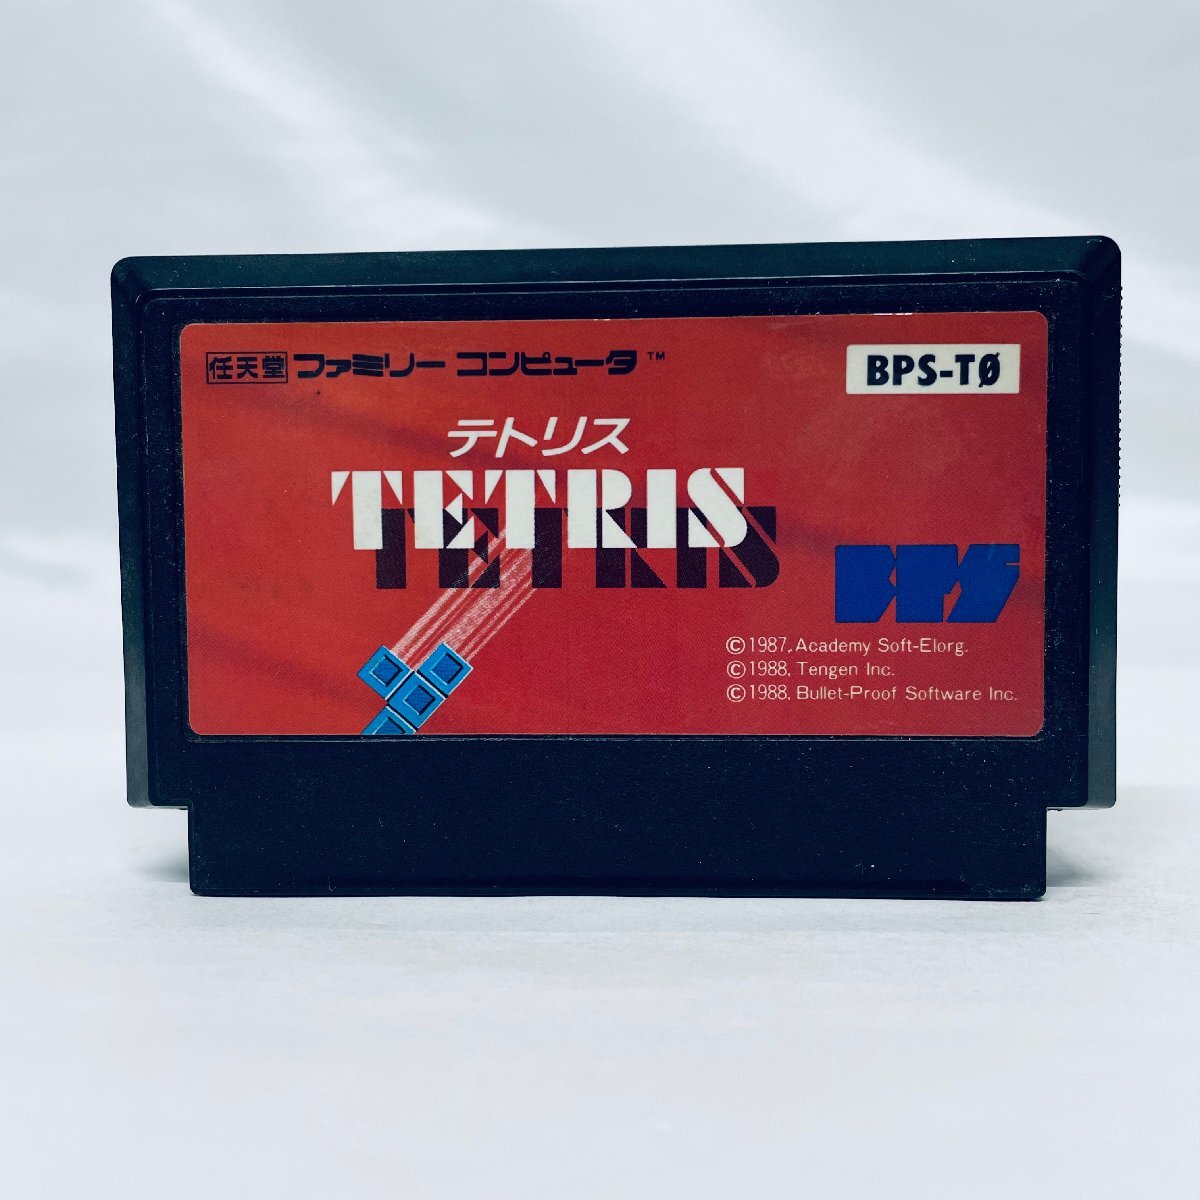 任天堂 ファミリー コンピュータ ™
BPS-TØ
テトリス
TETRIS
BPS
©1987, Academy Soft-Elorg.
©1988, Tengen Inc.
©1988, Bullet-Proof Software Inc.